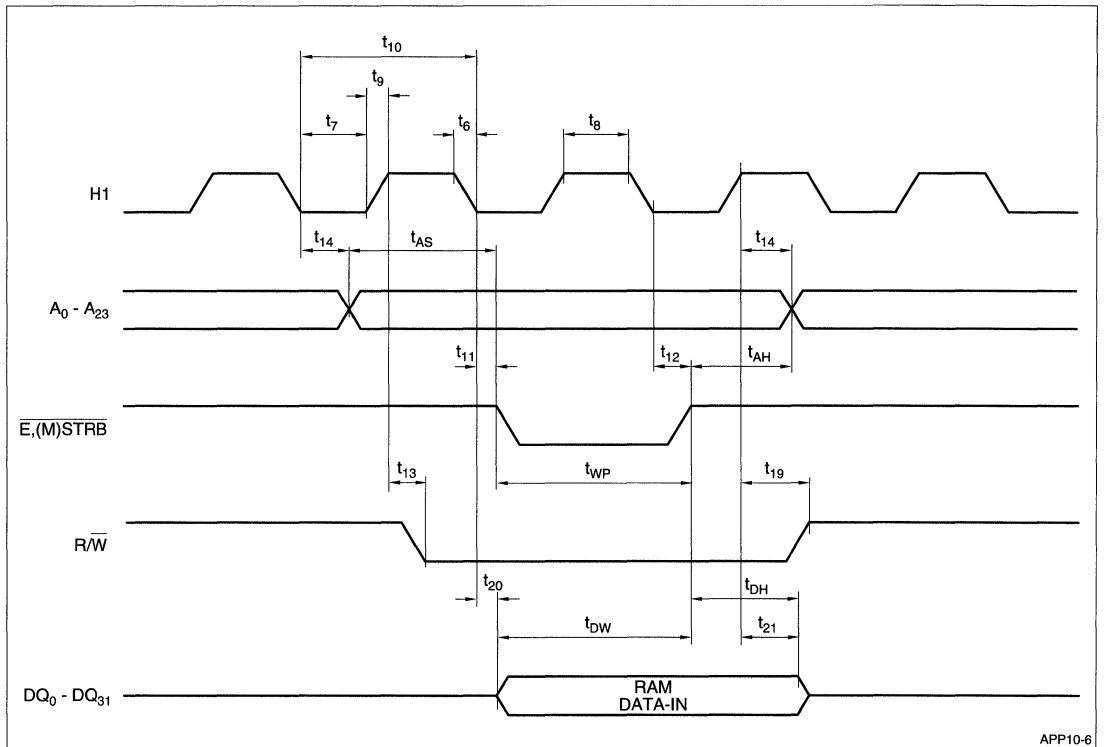 t10
t9
t7
t6
t8
H1
t14
tAS
t14
A0 - A23
t11
t12
tAH
E,(M)STRB
t13
tWP
t19
R/W
t20
tDH
tDW
t21
DQ0 - DQ31
RAM
DATA-IN
APP10-6